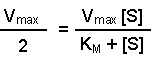 Vmax / 2 = Vmax [S] / KM + [S]